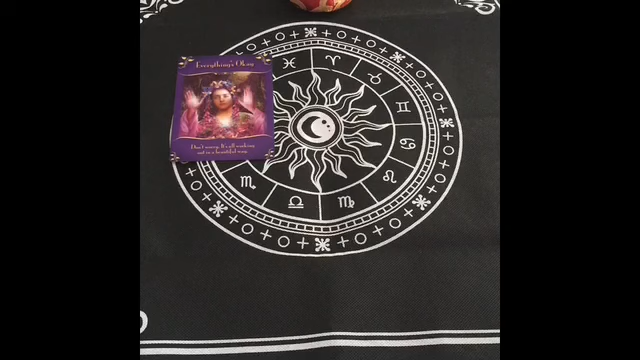 Everything's Okay
Don't worry. It's all working
out in a beautiful way.